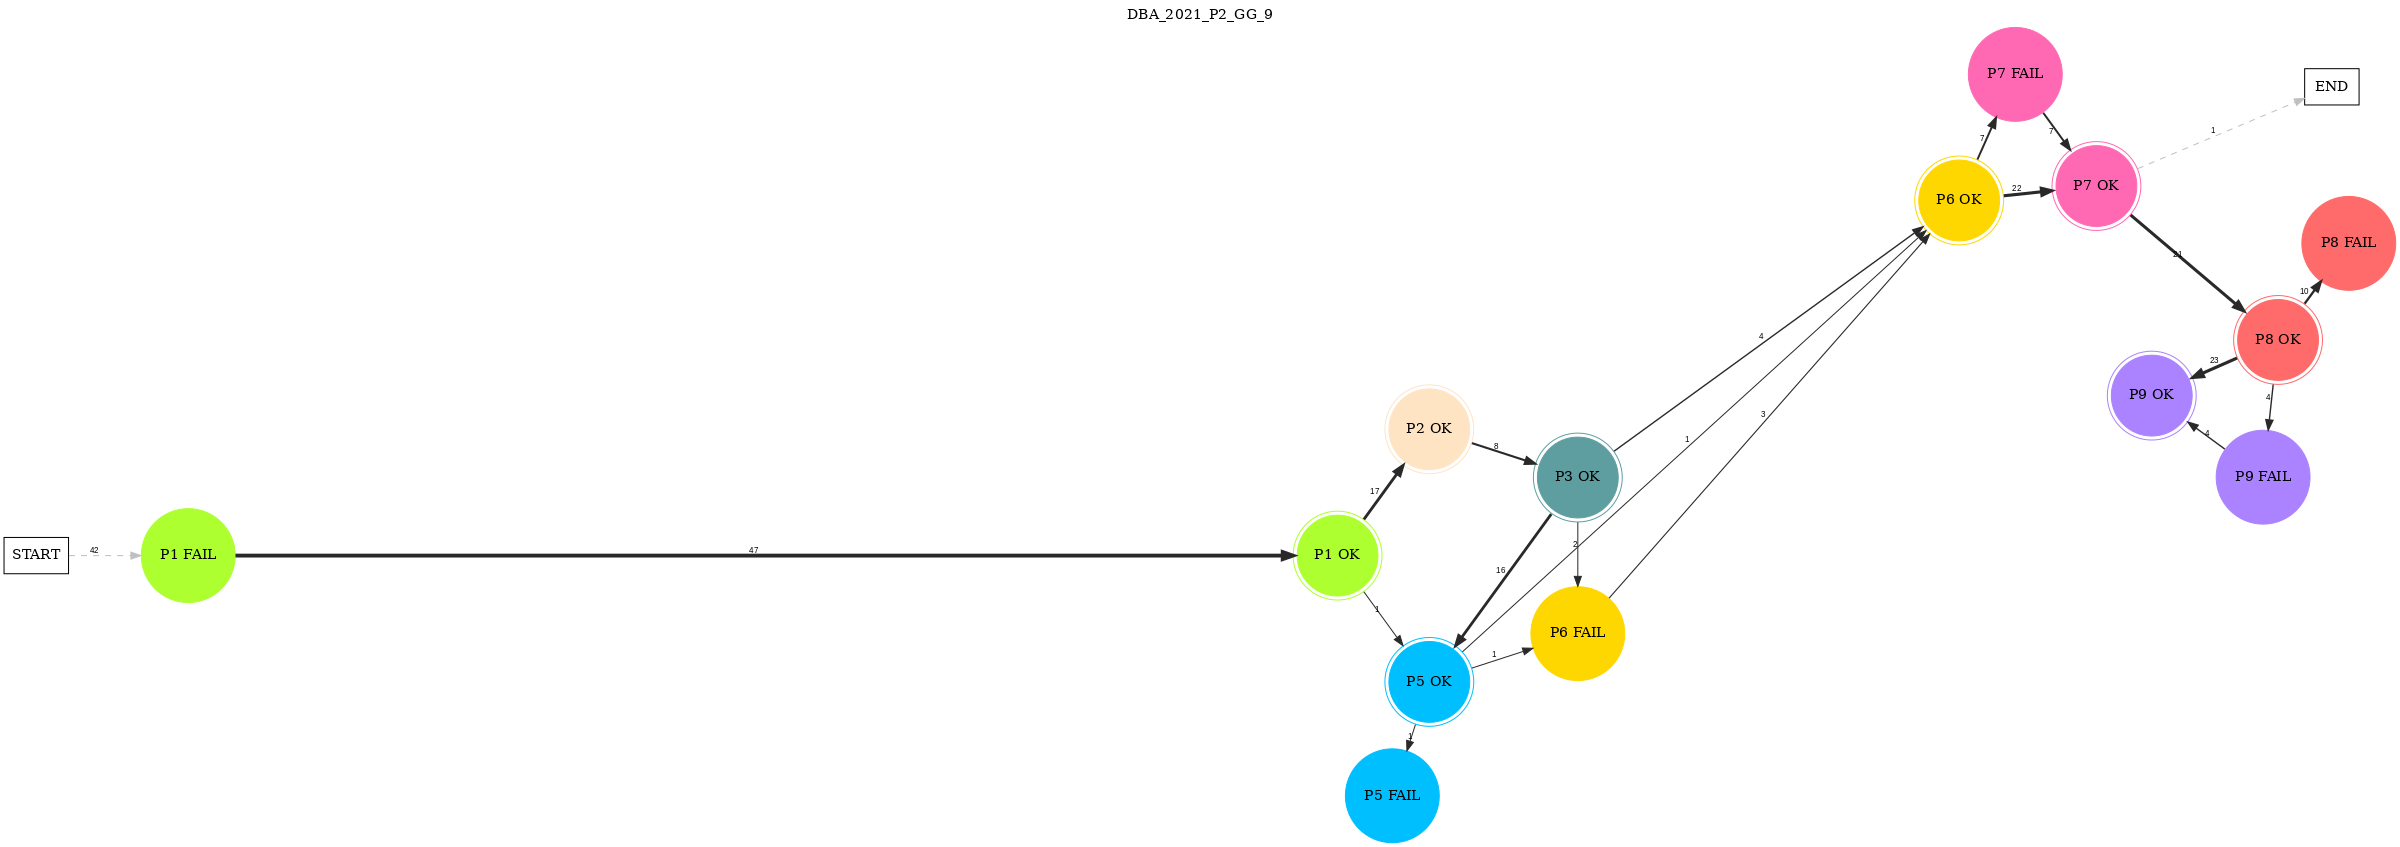 DBA_2021_P2_GG_9
P7 FAIL
END
1
7
7
P6 OK
22
P7 OK
21
P8 FAIL
10
P8 OK
23
4
P9 OK
4
P9 FAIL
4
1
3
P2 OK
8
P3 OK
17
2
16
START
42
P1 FAIL
47
P1 OK
1
P6 FAIL
1
P5 OK
1
P5 FAIL